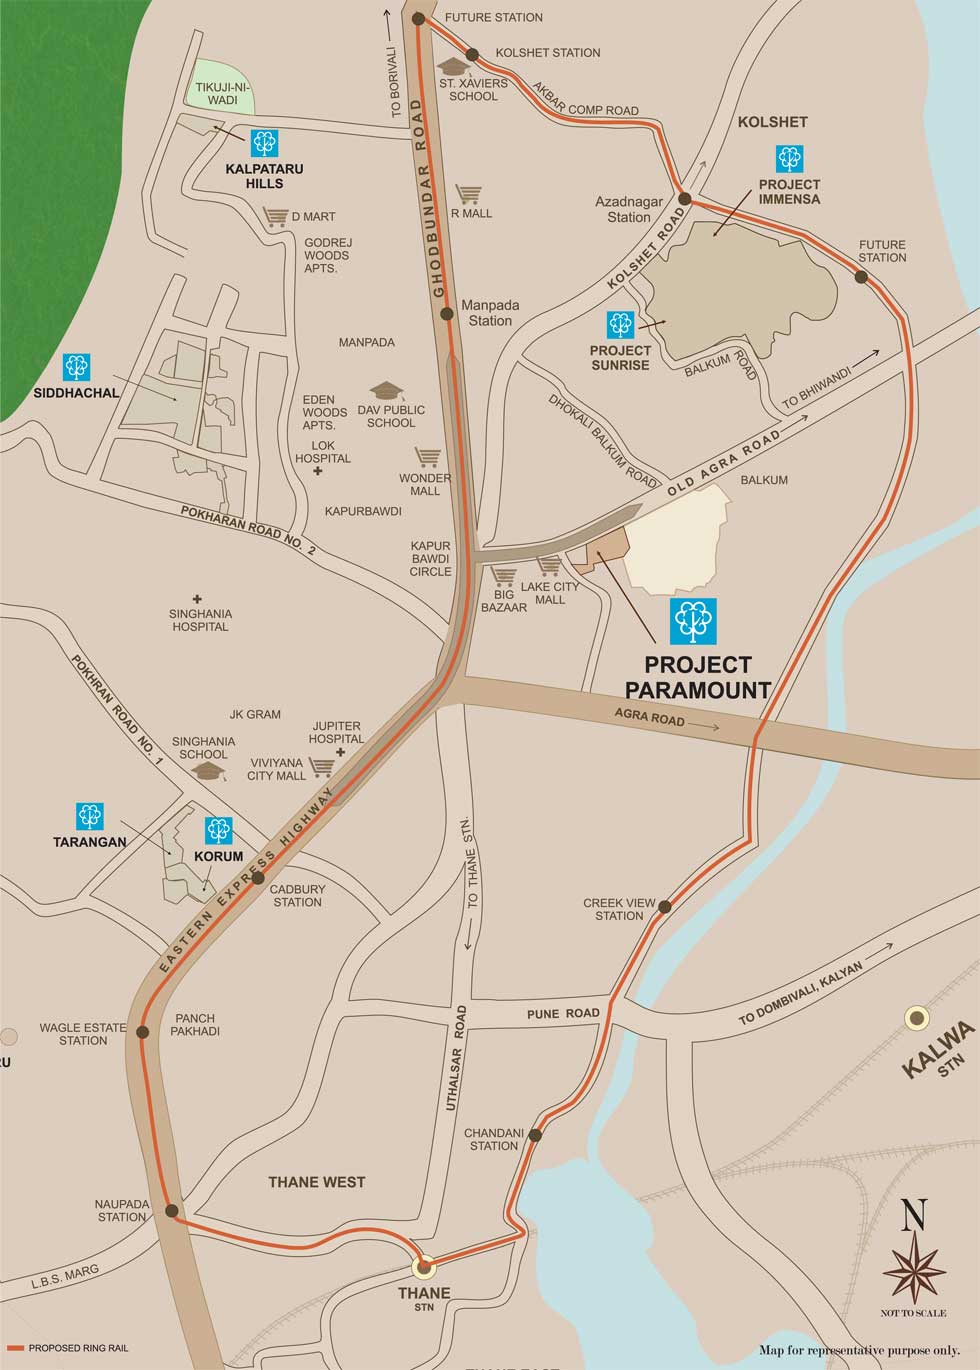 FUTURE STATION
TO BORIVALI
KOLSHET STATION
ST. XAVIERS
SCHOOL
AKBAR COMP ROAD
TIKUJI-NI-
WADI
KOLSHET
KALPATARU
HILLS
PROJECT
IMMENSA
GHODBUNDAR ROAD
R MALL
Azadnagar
Station
D MART
GODREJ
WOODS
APTS.
KOLSHET ROAD
FUTURE
STATION
Manpada
Station
MANPADA
PROJECT
SUNRISE
BALKUM ROAD
TO BHIWANDI
SIDDHACHAL
EDEN
WOODS
APTS.
DAV PUBLIC
SCHOOL
DHOKALI BALKUM ROAD
OLD AGRA ROAD
LOK
HOSPITAL
WONDER
MALL
BALKUM
KAPURBAWDI
POKHARAN ROAD NO. 2
KAPUR
BAWDI
CIRCLE
BIG
BAZAAR
LAKE CITY
MALL
SINGHANIA
HOSPITAL
PROJECT
PARAMOUNT
POKHRAN ROAD NO. 1
AGRA ROAD
JK GRAM
JUPITER
HOSPITAL
SINGHANIA
SCHOOL
VIVIYANA
CITY MALL
TARANGAN
KORUM
EASTERN EXPRESS HIGHWAY
TO THANE STN.
CADBURY
STATION
CREEK VIEW
STATION
WAGLE ESTATE
STATION
PANCH
PAKHADI
PUNE ROAD
TO DOMBIVALI, KALYAN
RU
KALWA
STN
UTHALSAR ROAD
CHANDANI
STATION
THANE WEST
NAUPADA
STATION
L.B.S. MARG
THANE
STN
N
NOT TO SCALE
PROPOSED RING RAIL
Map for representative purpose only.